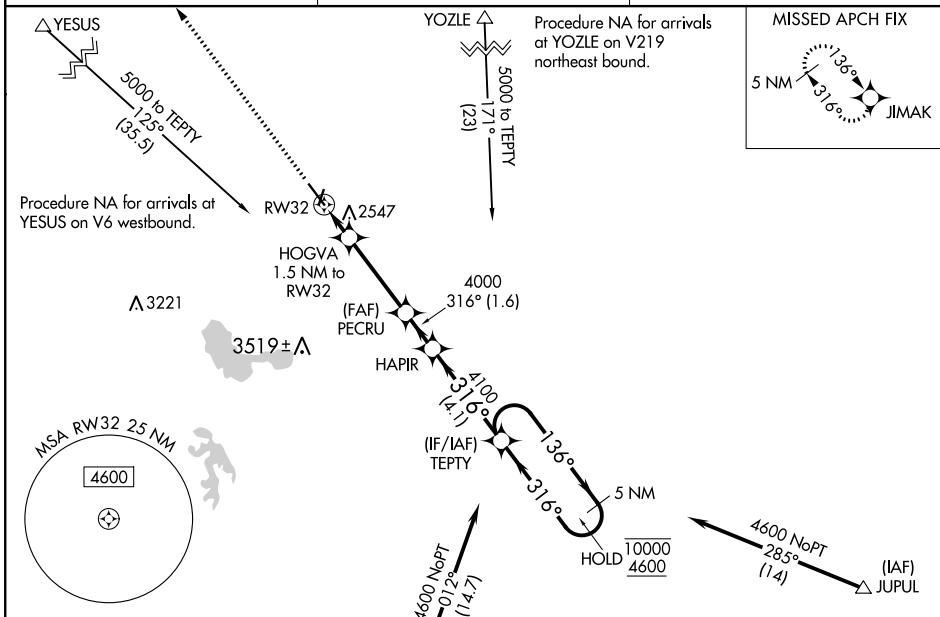 YESUS
5000 to TEPTY
125°
(35.5)
Procedure NA for arrivals at
YESUS on V6 westbound.
YOZLE
5000 to TEPTY
171°
(23)
Procedure NA for arrivals
at YOZLE on V219
northeast bound.
MISSED APCH FIX
5 NM
136°
316°
JIMAK
RW32
2547
HOGVA
1.5 NM to
RW32
3221
3519±
(FAF)
PECRU
4000
316° (1.6)
HAPIR
4100
316°
(4.1)
(IF/IAF)
TEPTY
136°
316°
5 NM
HOLD
10000
4600
MSA RW32 25 NM
4600
4600 NoPT
012°
(14.7)
4600 NoPT
285°
(14)
(IAF)
JUPUL